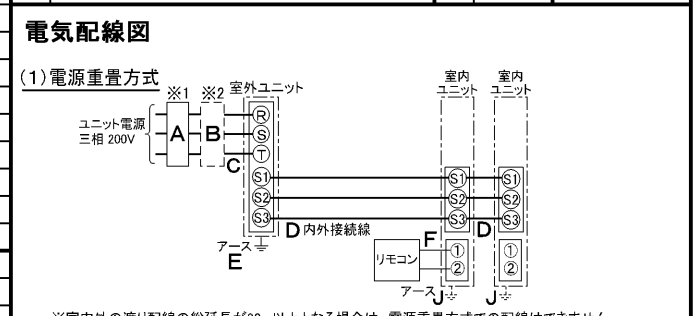 電気配線図
(1)電源重畳方式
※1 ※2 室外ユニット
室内ユニット 室内ユニット
ユニット電源
三相 200V
A B C
R
S
T
S1
S2
S3
S1
S2
S3
S1
S2
S3
D 内外接続線
D
アース
E
リモコン
F
①
②
①
②
アース J
J